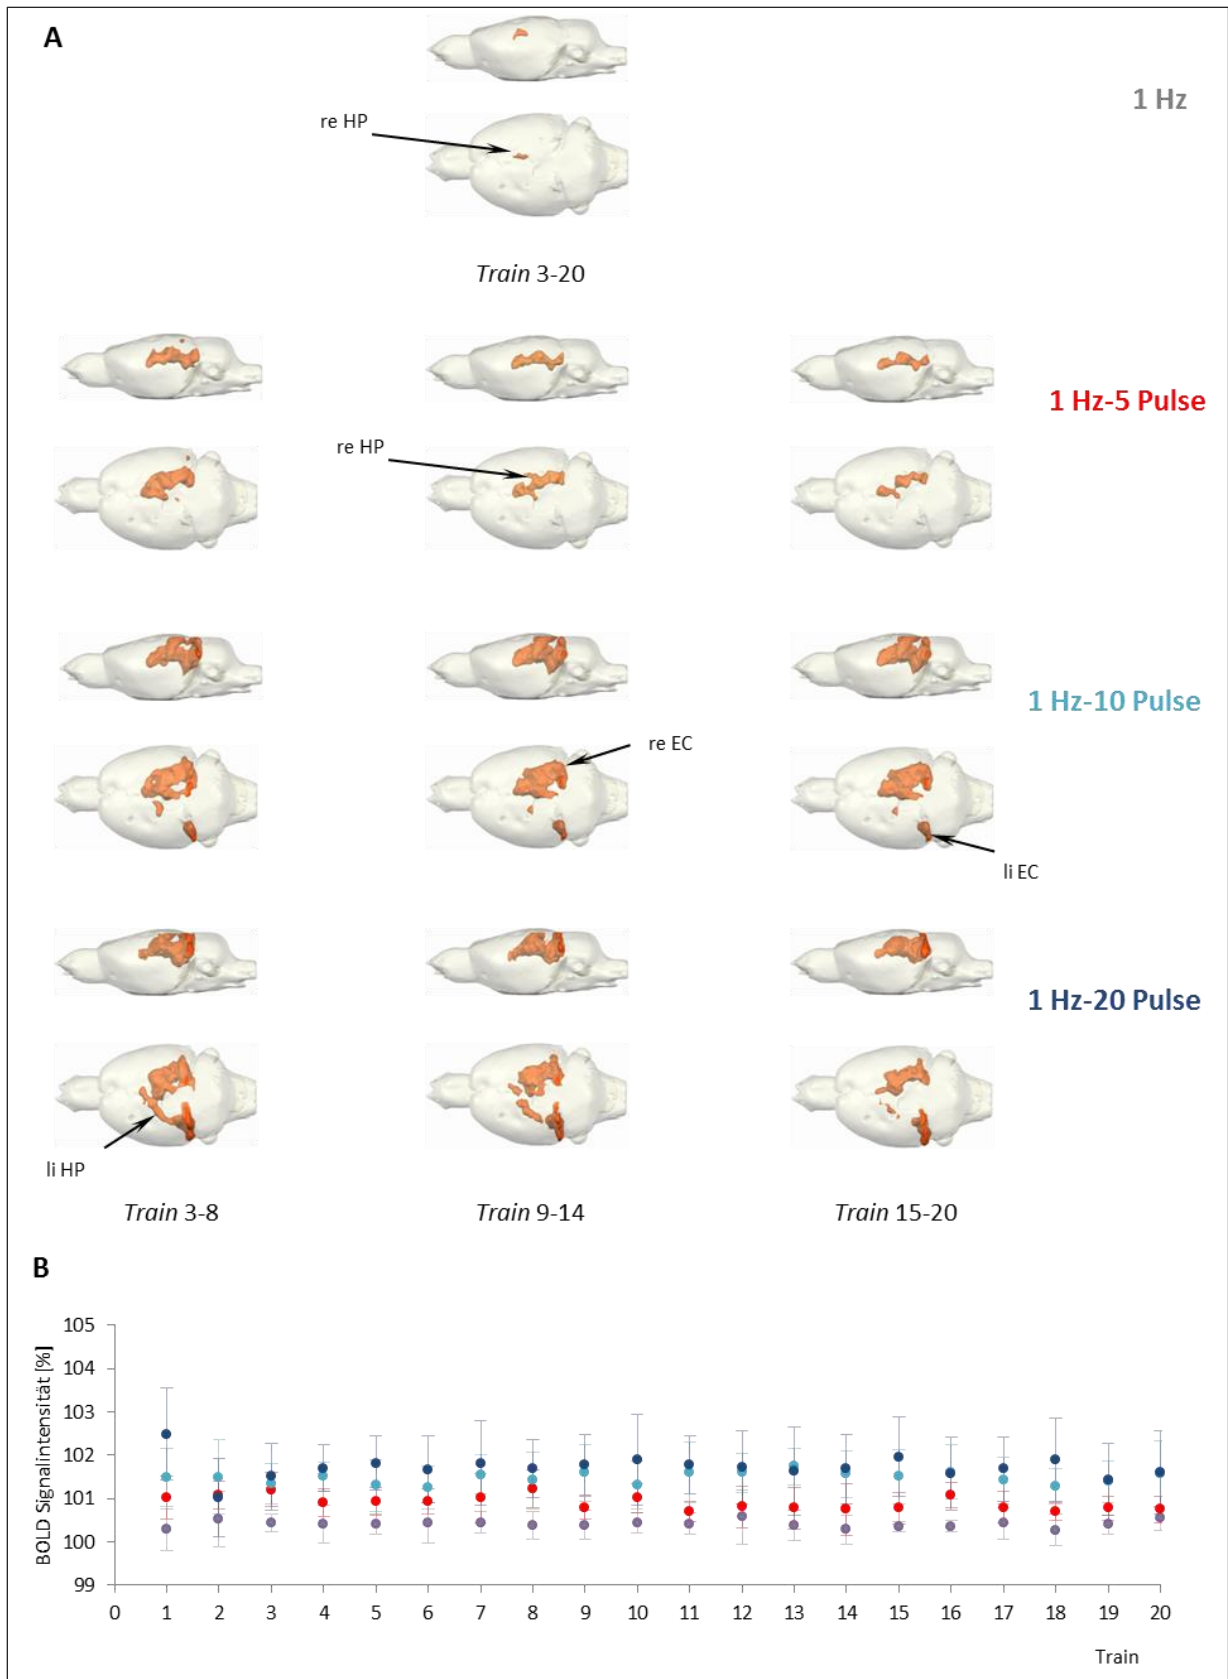 A
1 Hz
re HP
Train 3-20
1 Hz-5 Pulse
re HP
1 Hz-10 Pulse
re EC
li EC
1 Hz-20 Pulse
li HP
Train 3-8
Train 9-14
Train 15-20
B
BOLD Signalintensität [%]
105
104
103
102
101
100
99
0 1 2 3 4 5 6 7 8 9 10 11 12 13 14 15 16 17 18 19 20
Train